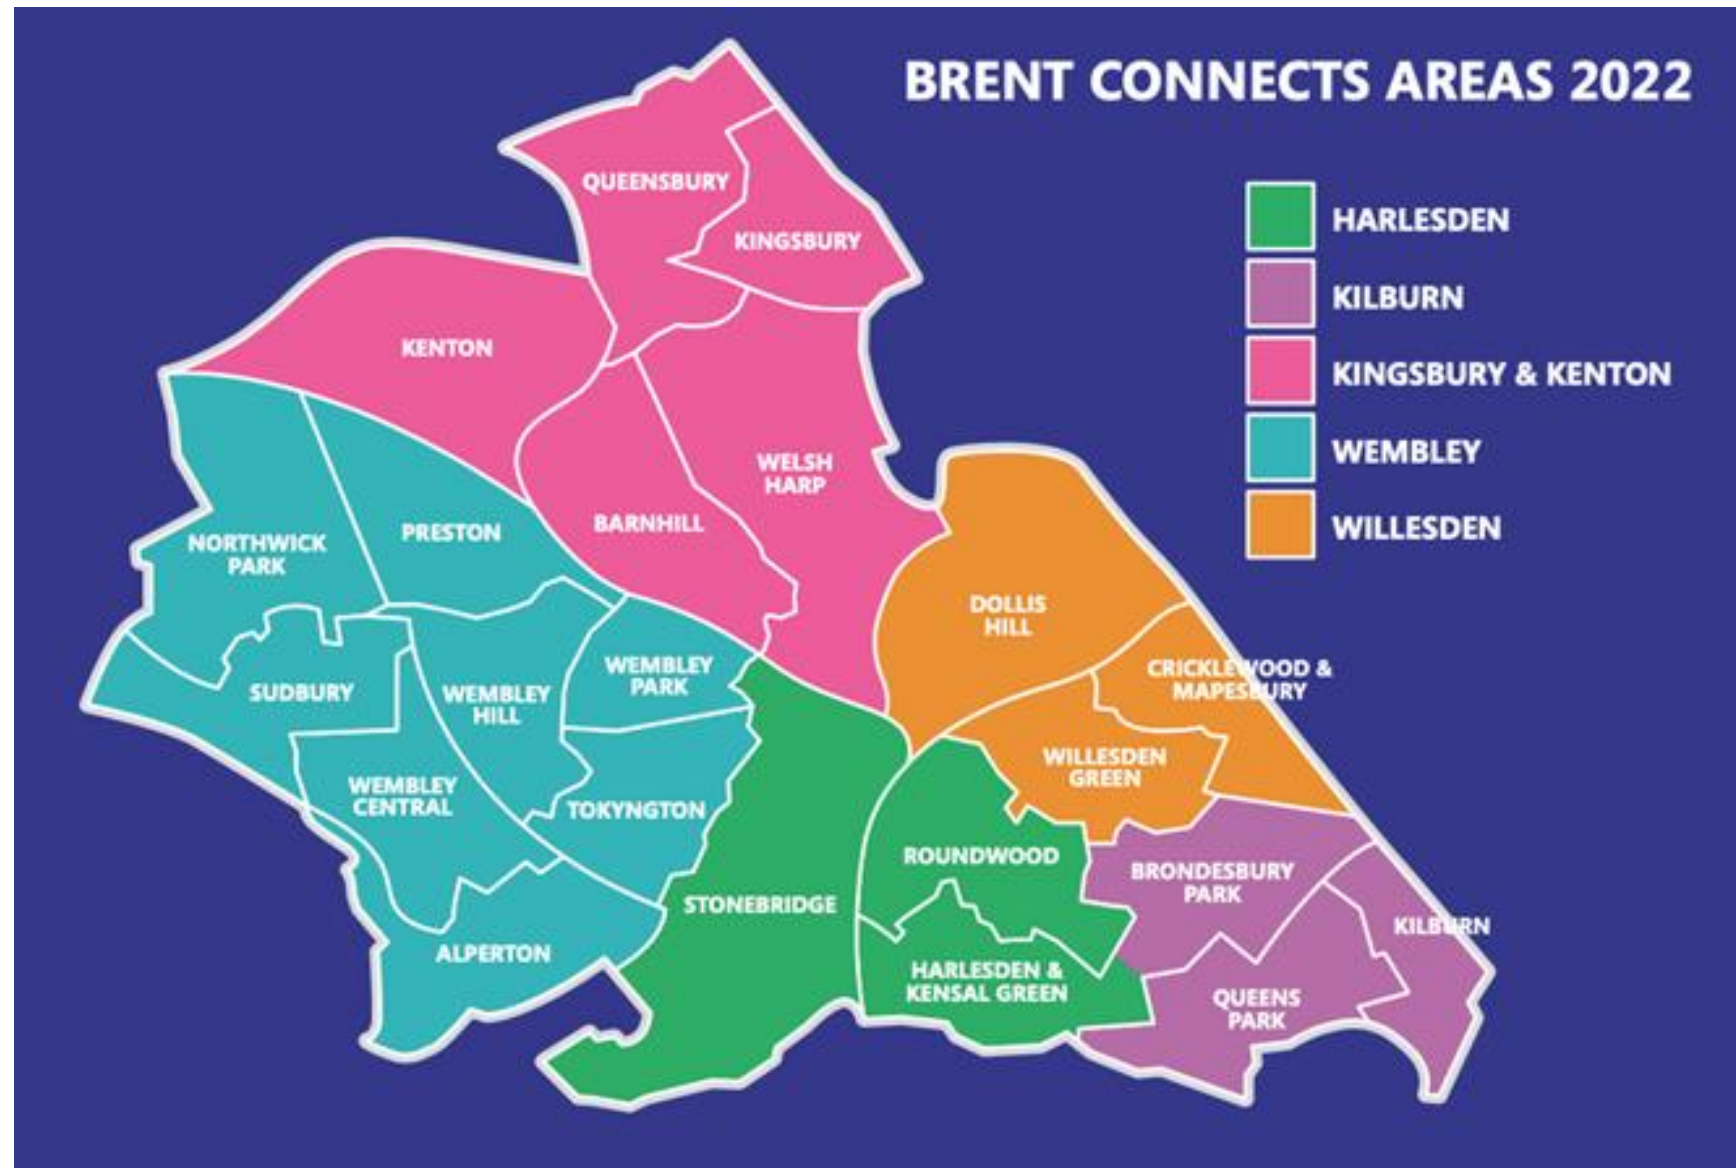 BRENT CONNECTS AREAS 2022
HARLESDEN
KILBURN
KINGSBURY & KENTON
WEMBLEY
WILLESDEN
QUEENSBURY
KINGSBURY
KENTON
WELSH
HARP
BARNHILL
PRESTON
NORTHWICK
PARK
DOLLIS
HILL
CRICKLEWOOD &
MAPESBURY
WEMBLEY
PARK
SUDBURY
WEMBLEY
HILL
WILLESDEN
GREEN
WEMBLEY
CENTRAL
TOKYNGTON
ROUNDWOOD
BRONDESBURY
PARK
STONEBRIDGE
KILBURN
ALPERTON
HARLESDEN &
KENSAL GREEN
QUEENS
PARK